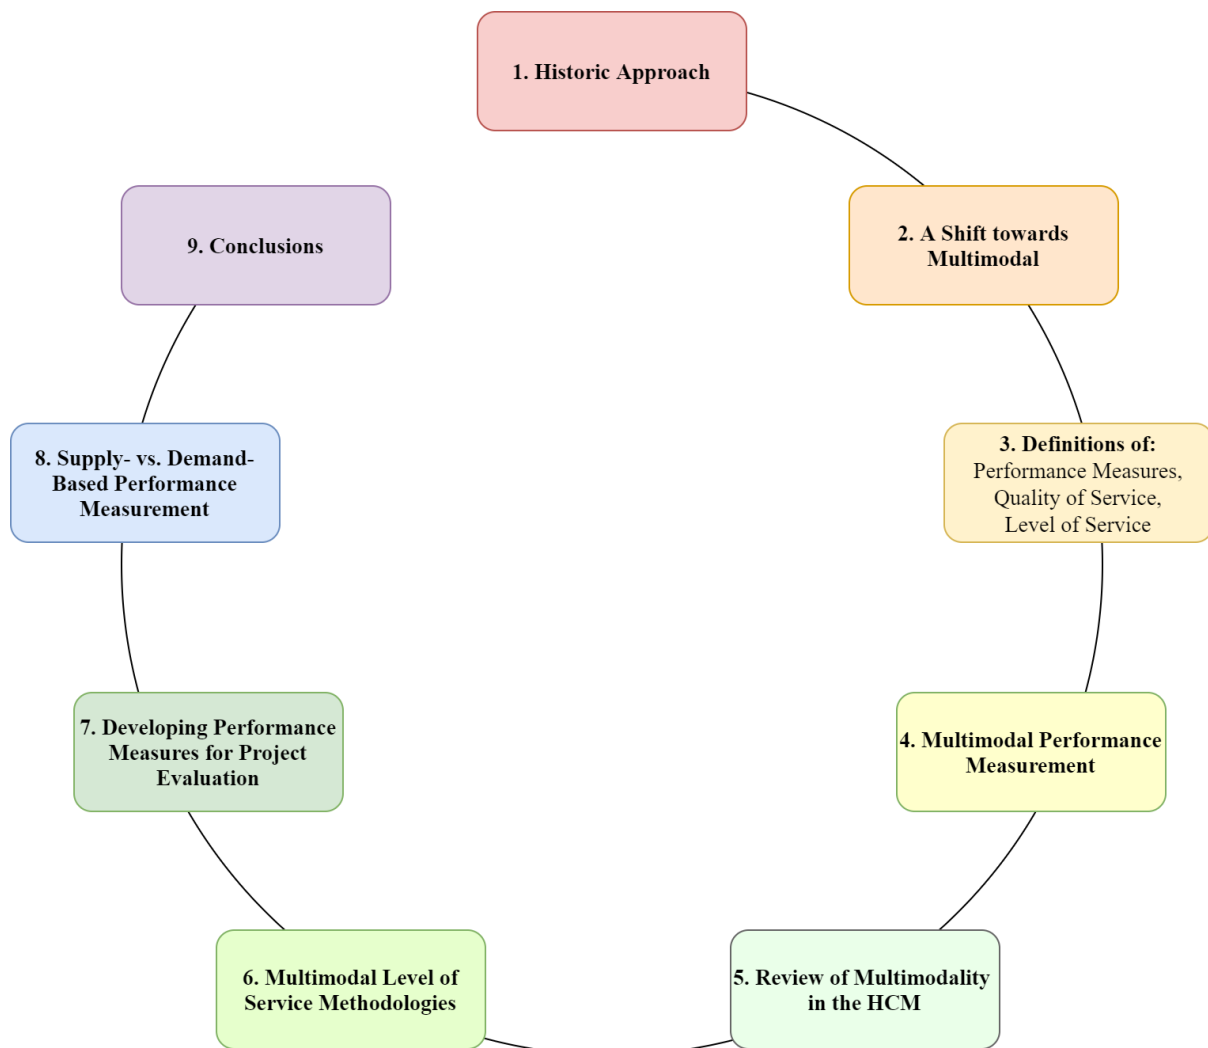 1. Historic Approach
2. A Shift towards
Multimodal
3. Definitions of:
Performance Measures,
Quality of Service,
Level of Service
4. Multimodal Performance
Measurement
5. Review of Multimodality
in the HCM
6. Multimodal Level of
Service Methodologies
7. Developing Performance
Measures for Project
Evaluation
8. Supply- vs. Demand-
Based Performance
Measurement
9. Conclusions